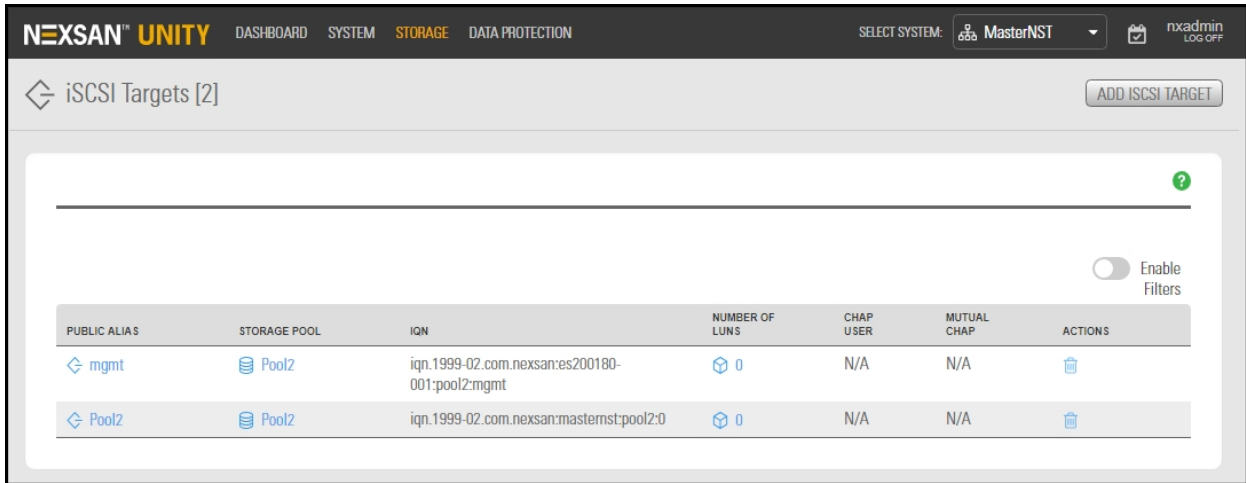 NEXSAN™ UNITY DASHBOARD SYSTEM STORAGE DATA PROTECTION SELECT SYSTEM: MasterNST nxadmin
LOG OFF
iSCSI Targets [2] ADD ISCSI TARGET
?
Enable
Filters
PUBLIC ALIAS STORAGE POOL IQN NUMBER OF LUNS CHAP USER MUTUAL CHAP ACTIONS
mgmt Pool2 iqn.1999-02.com.nexsan:es200180- 0 N/A N/A
001:pool2:mgmt
Pool2 Pool2 iqn.1999-02.com.nexsan:masternst:pool2:0 0 N/A N/A